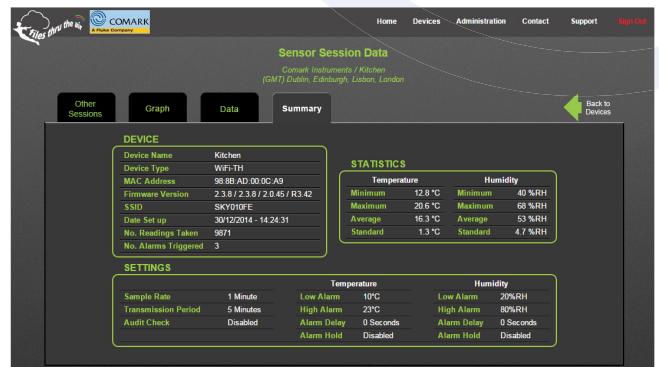 Files thru the air
COMARK
A Fluke Company
Home Devices Administration Contact Support Sign Out
Sensor Session Data
Comark Instruments / Kitchen
(GMT) Dublin, Edinburgh, Lisbon, London
Other Sessions
Graph
Data
Summary
Back to Devices
DEVICE
Device Name Kitchen
Device Type WiFi-TH
MAC Address 98:8B:AD:00:0C:A9
Firmware Version 2.3.8 / 2.3.8 / 2.0.45 / R3.42
SSID SKY010FE
Date Set up 30/12/2014 - 14:24:31
No. Readings Taken 9871
No. Alarms Triggered 3
STATISTICS
Temperature Humidity
Minimum 12.8 °C Minimum 40 %RH
Maximum 20.6 °C Maximum 68 %RH
Average 16.3 °C Average 53 %RH
Standard 1.3 °C Standard 4.7 %RH
SETTINGS
Temperature Humidity
Sample Rate 1 Minute Low Alarm 10°C Low Alarm 20%RH
Transmission Period 5 Minutes High Alarm 23°C High Alarm 80%RH
Audit Check Disabled Alarm Delay 0 Seconds Alarm Delay 0 Seconds
Alarm Hold Disabled Alarm Hold Disabled